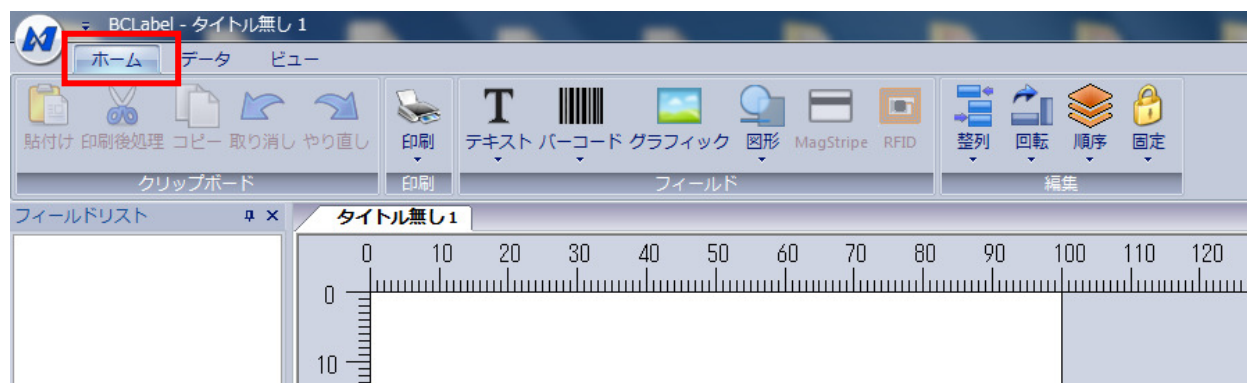 BCLabel - タイトル無し 1
ホーム データ ビュー
貼付け 印刷後処理 コピー 取り消し やり直し 印刷 テキスト バーコード グラフィック 図形 MagStripe RFID 整列 回転 順序 固定
クリップボード 印刷 フィールド 編集
フィールドリスト タイトル無し 1
0 10 20 30 40 50 60 70 80 90 100 110 120
0
10